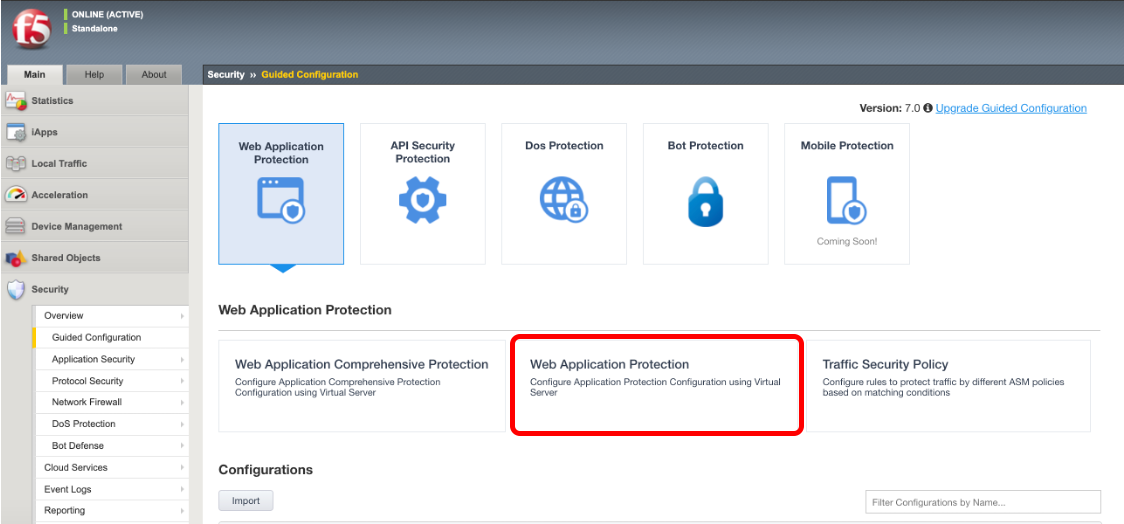 f5
ONLINE (ACTIVE)
Standalone
Main
Help
About
Security » Guided Configuration
Statistics
iApps
Local Traffic
Acceleration
Device Management
Shared Objects
Security
Overview
Guided Configuration
Application Security
Protocol Security
Network Firewall
DoS Protection
Bot Defense
Cloud Services
Event Logs
Reporting
Version: 7.0 Upgrade Guided Configuration
Web Application
Protection
API Security
Protection
Dos Protection
Bot Protection
Mobile Protection
Coming Soon!
Web Application Protection
Web Application Comprehensive Protection
Configure Application Comprehensive Protection
Configuration using Virtual Server
Web Application Protection
Configure Application Protection Configuration using Virtual
Server
Traffic Security Policy
Configure rules to protect traffic by different ASM policies
based on matching conditions
Configurations
Import
Filter Configurations by Name...